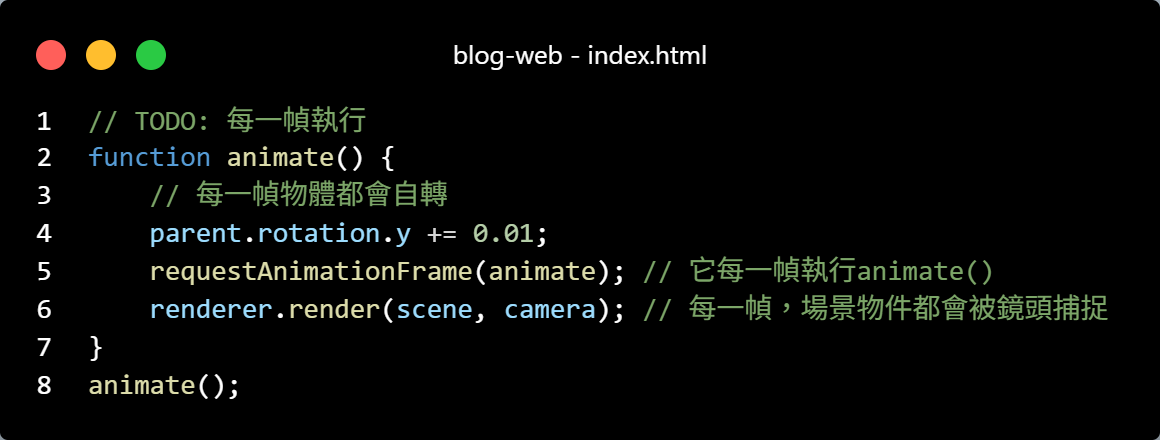 blog-web - index.html
1 // TODO: 每一幀執行
2 function animate() {
3     // 每一幀物體都會自轉
4     parent.rotation.y += 0.01;
5     requestAnimationFrame(animate); // 它每一幀執行animate()
6     renderer.render(scene, camera); // 每一幀，場景物件都會被鏡頭捕捉
7 }
8 animate();